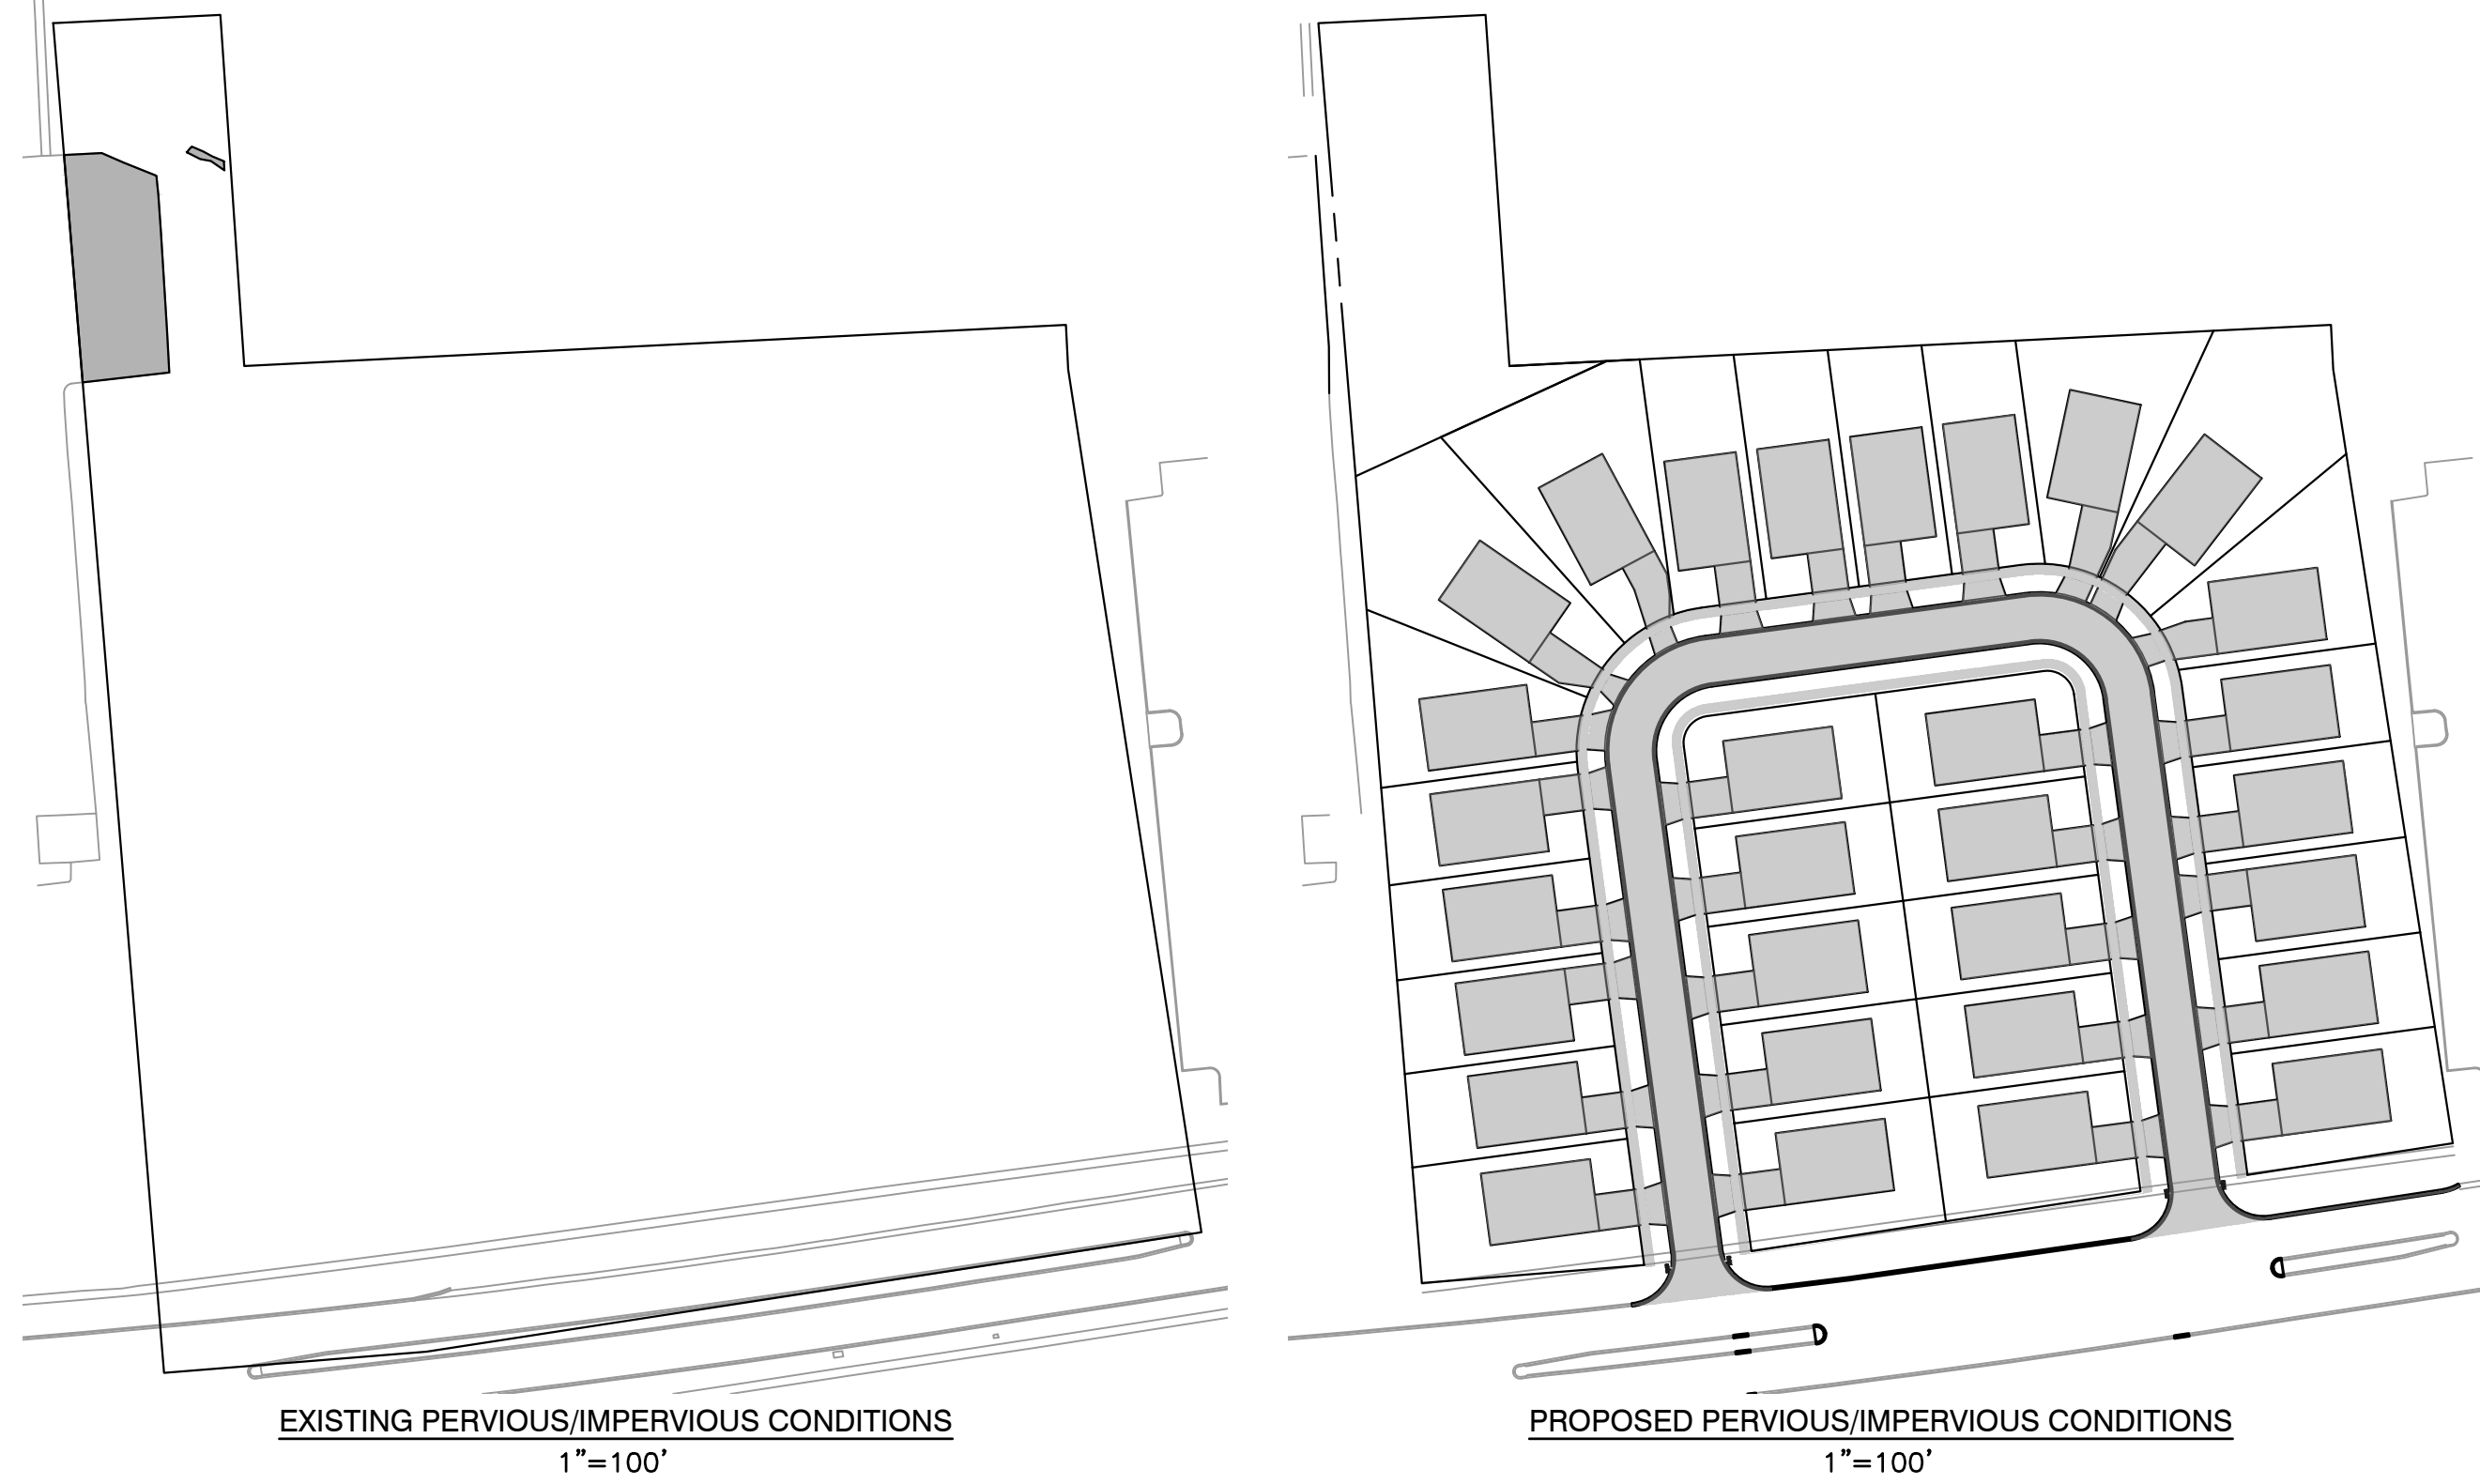 EXISTING PERVIOUS/IMPERVIOUS CONDITIONS
1”=100’
PROPOSED PERVIOUS/IMPERVIOUS CONDITIONS
1”=100’